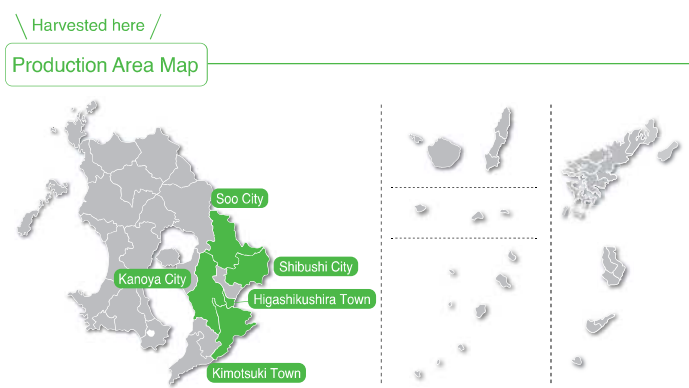 Harvested here
Production Area Map
Soo City
Shibushi City
Kanoya City
Higashikushira Town
Kimotsuki Town